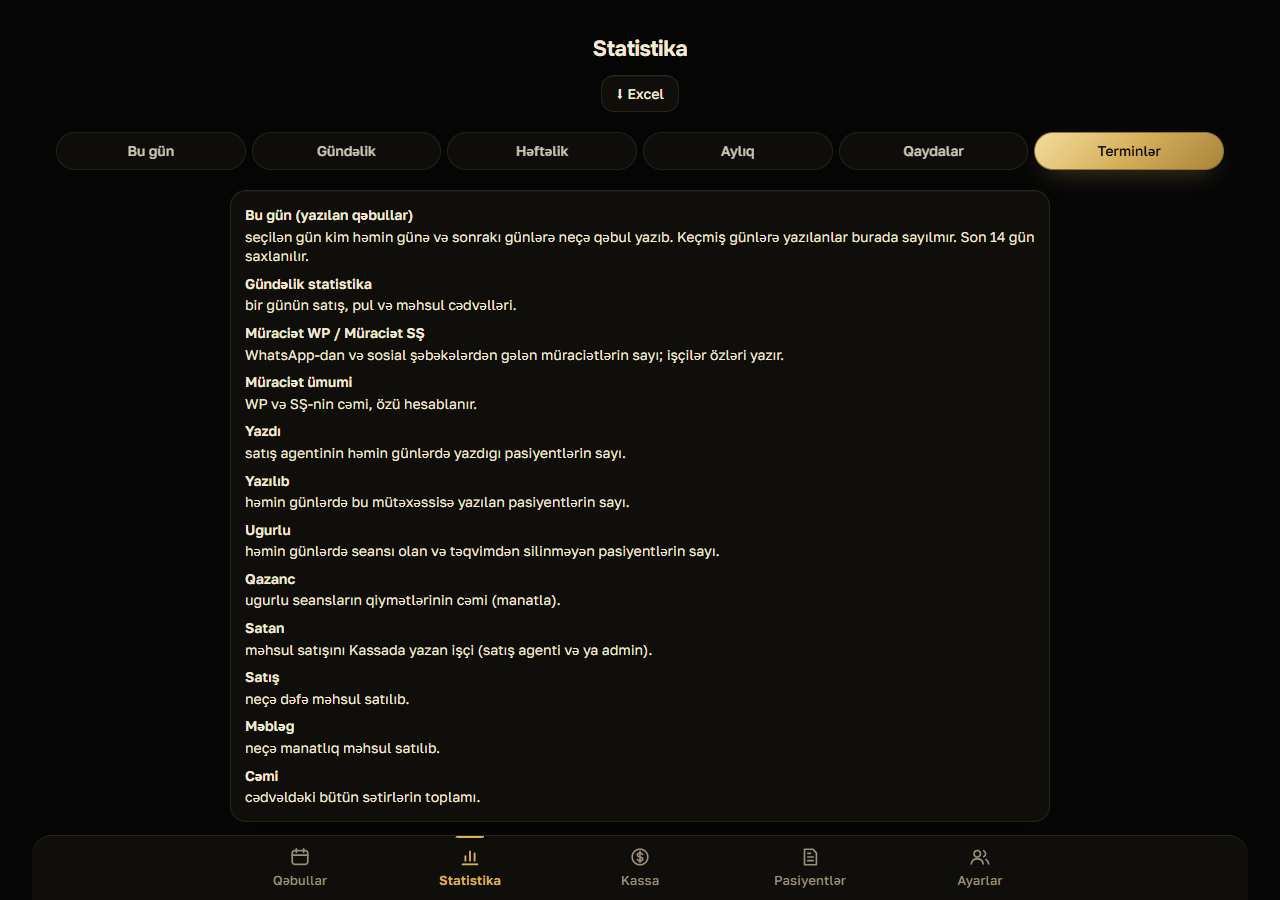 Statistika
⬇ Excel
Bu gün
Gündəlik
Həftəlik
Aylıq
Qaydalar
Terminlər
Bu gün (yazılan qəbullar)
seçilən gün kim həmin günə və sonrakı günlərə neçə qəbul yazıb. Keçmiş günlərə yazılanlar burada sayılmır. Son 14 gün
saxlanılır.
Gündəlik statistika
bir günün satış, pul və məhsul cədvəlləri.
Müraciət WP / Müraciət SŞ
WhatsApp-dan və sosial şəbəkələrdən gələn müraciətlərin sayı; işçilər özləri yazır.
Müraciət ümumi
WP və SŞ-nin cəmi, özü hesablanır.
Yazdı
satış agentinin həmin günlərdə yazdıgı pasiyentlərin sayı.
Yazılıb
həmin günlərdə bu mütəxəssisə yazılan pasiyentlərin sayı.
Ugurlu
həmin günlərdə seansı olan və təqvimdən silinməyən pasiyentlərin sayı.
Qazanc
ugurlu seansların qiymətlərinin cəmi (manatla).
Satan
məhsul satışını Kassada yazan işçi (satış agenti və ya admin).
Satış
neçə dəfə məhsul satılıb.
Məbləg
neçə manatlıq məhsul satılıb.
Cəmi
cədvəldəki bütün sətirlərin toplamı.
Qəbullar
Statistika
Kassa
Pasiyentlər
Ayarlar